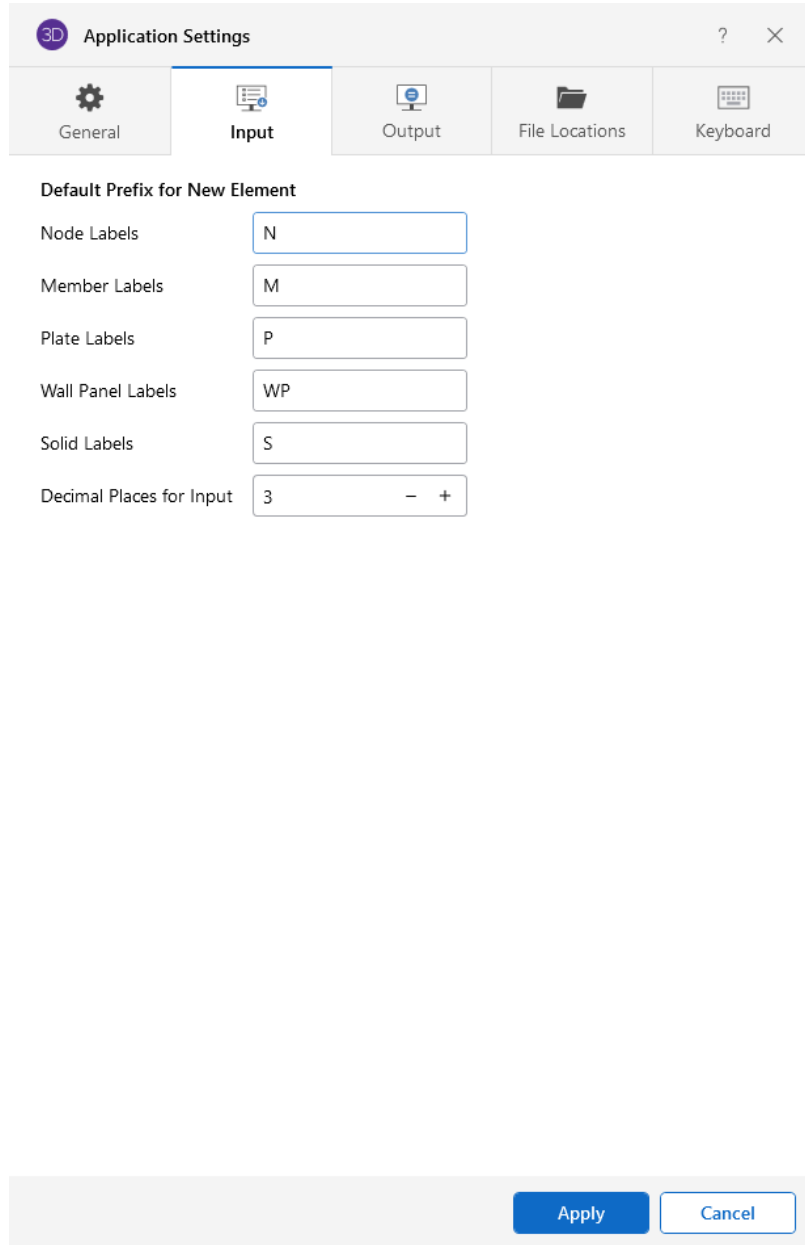 3D Application Settings ?
General Input Output File Locations Keyboard
Default Prefix for New Element
Node Labels N
Member Labels M
Plate Labels P
Wall Panel Labels WP
Solid Labels S
Decimal Places for Input 3 − +
Apply Cancel